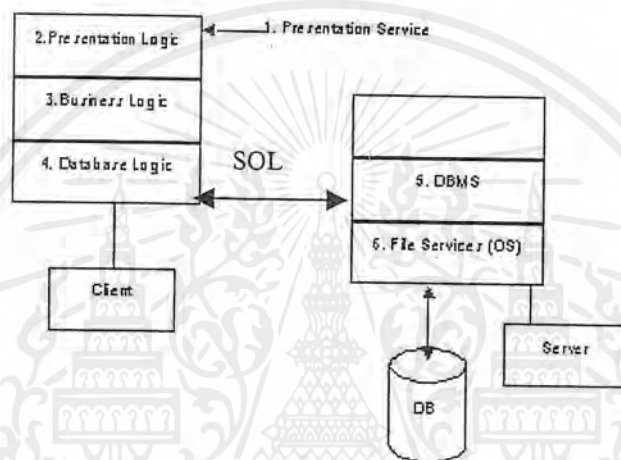 1. Presentation Service
2.Presentation Logic
3.Business Logic
4. Database Logic
SOL
5. DBMS
6. File Services (OS)
Client
Server
DB